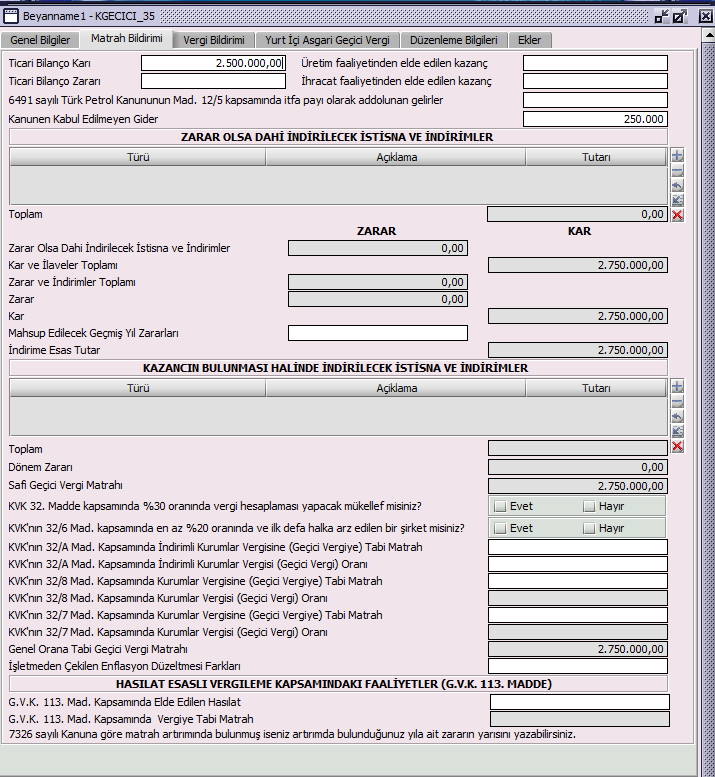 Beyanname1 - KGECICI_35
Genel Bilgiler Matrah Bildirimi Vergi Bildirimi Yurt İçi Asgari Geçici Vergi Düzenleme Bilgileri Ekler
Ticari Bilanço Karı 2.500.000,00 Üretim faaliyetinden elde edilen kazanç
Ticari Bilanço Zararı İhracat faaliyetinden elde edilen kazanç
6491 sayılı Türk Petrol Kanununun Mad. 12/5 kapsamında itfa payı olarak addolunan gelirler
Kanunen Kabul Edilmeyen Gider 250.000
ZARAR OLSA DAHİ İNDİRİLECEK İSTİSNA VE İNDİRİMLER
Türü Açıklama Tutarı
Toplam 0,00
ZARAR KAR
Zarar Olsa Dahi İndirilecek İstisna ve İndirimler 0,00
Kar ve İlaveler Toplamı 2.750.000,00
Zarar ve İndirimler Toplamı 0,00
Zarar 0,00
Kar 2.750.000,00
Mahsup Edilecek Geçmiş Yıl Zararları
İndirime Esas Tutar 2.750.000,00
KAZANCIN BULUNMASI HALİNDE İNDİRİLECEK İSTİSNA VE İNDİRİMLER
Türü Açıklama Tutarı
Toplam
Dönem Zararı 0,00
Safi Geçici Vergi Matrahı 2.750.000,00
KVK 32. Madde kapsamında %30 oranında vergi hesaplaması yapacak mükellef misiniz? Evet Hayır
KVK'nın 32/6 Mad. kapsamında en az %20 oranında ve ilk defa halka arz edilen bir şirket misiniz? Evet Hayır
KVK'nın 32/A Mad. Kapsamında İndirimli Kurumlar Vergisine (Geçici Vergiye) Tabi Matrah
KVK'nın 32/A Mad. Kapsamında İndirimli Kurumlar Vergisi (Geçici Vergi) Oranı
KVK'nın 32/8 Mad. Kapsamında Kurumlar Vergisine (Geçici Vergiye) Tabi Matrah
KVK'nın 32/8 Mad. Kapsamında Kurumlar Vergisi (Geçici Vergi) Oranı
KVK'nın 32/7 Mad. Kapsamında Kurumlar Vergisine (Geçici Vergiye) Tabi Matrah
KVK'nın 32/7 Mad. Kapsamında Kurumlar Vergisi (Geçici Vergi) Oranı
Genel Orana Tabi Geçici Vergi Matrahı 2.750.000,00
İşletmeden Çekilen Enflasyon Düzeltmesi Farkları
HASILAT ESASLI VERGİLEME KAPSAMINDAKİ FAALİYETLER (G.V.K. 113. MADDE)
G.V.K. 113. Mad. Kapsamında Elde Edilen Hasılat
G.V.K. 113. Mad. Kapsamında Vergiye Tabi Matrah
7326 sayılı Kanuna göre matrah artırımında bulunmuş iseniz artırımda bulunduğunuz yıla ait zararın yarısını yazabilirsiniz.